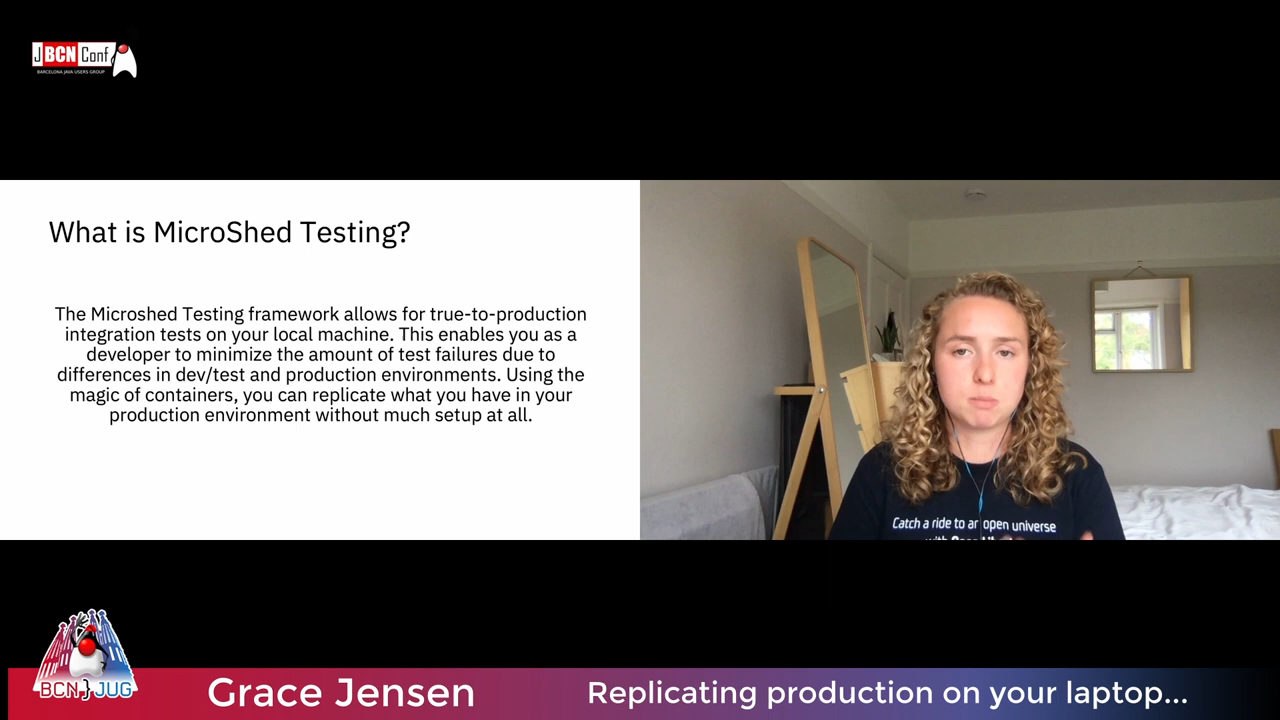 JBCNConf
BARCELONA JAVA USERS GROUP
What is MicroShed Testing?
The Microshed Testing framework allows for true-to-production
integration tests on your local machine. This enables you as a
developer to minimize the amount of test failures due to
differences in dev/test and production environments. Using the
magic of containers, you can replicate what you have in your
production environment without much setup at all.
Catch a ride to an open universe
with
BCN}JUG
Grace Jensen
Replicating production on your laptop...